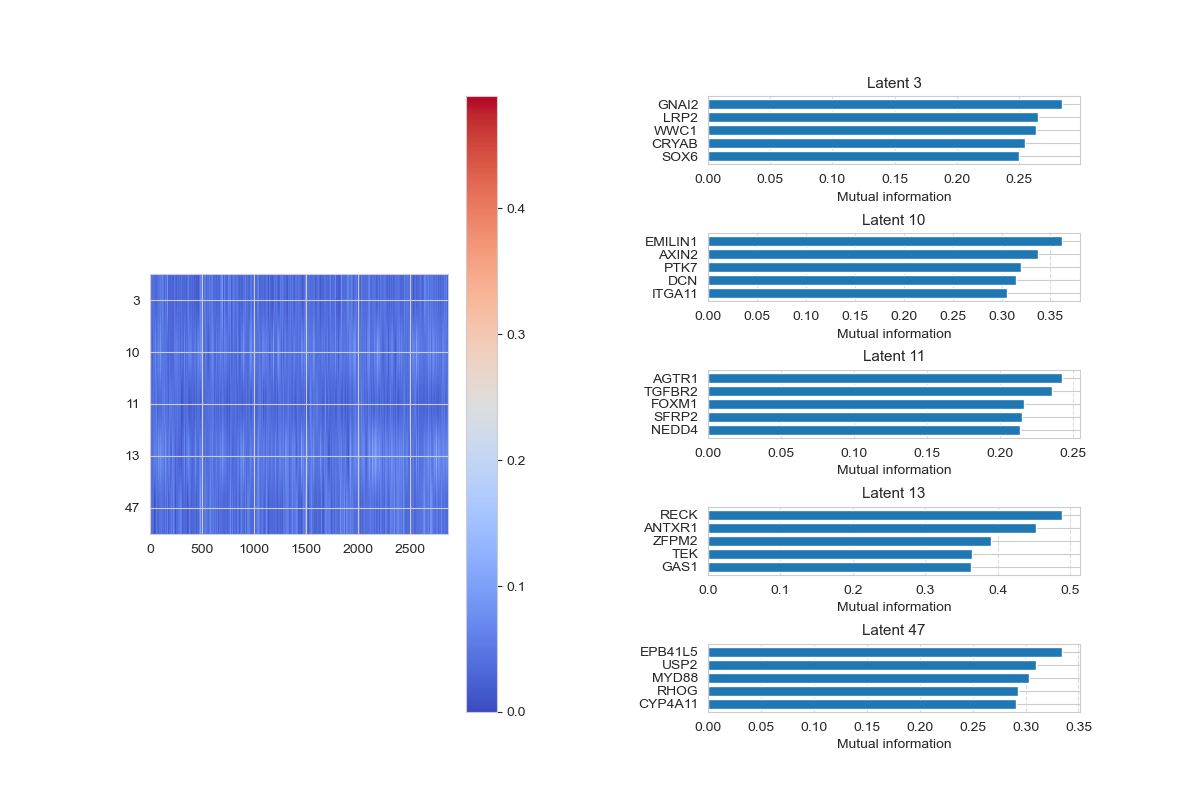 3
10
11
13
47
0 500 1000 1500 2000 2500
0.4
0.3
0.2
0.1
0.0
Latent 3
GNAI2
LRP2
WWC1
CRYAB
SOX6
0.00 0.05 0.10 0.15 0.20 0.25
Mutual information
Latent 10
EMILIN1
AXIN2
PTK7
DCN
ITGA11
0.00 0.05 0.10 0.15 0.20 0.25 0.30 0.35
Mutual information
Latent 11
AGTR1
TGFBR2
FOXM1
SFRP2
NEDD4
0.00 0.05 0.10 0.15 0.20 0.25
Mutual information
Latent 13
RECK
ANTXR1
ZFPM2
TEK
GAS1
0.0 0.1 0.2 0.3 0.4 0.5
Mutual information
Latent 47
EPB41L5
USP2
MYD88
RHOG
CYP4A11
0.00 0.05 0.10 0.15 0.20 0.25 0.30 0.35
Mutual information